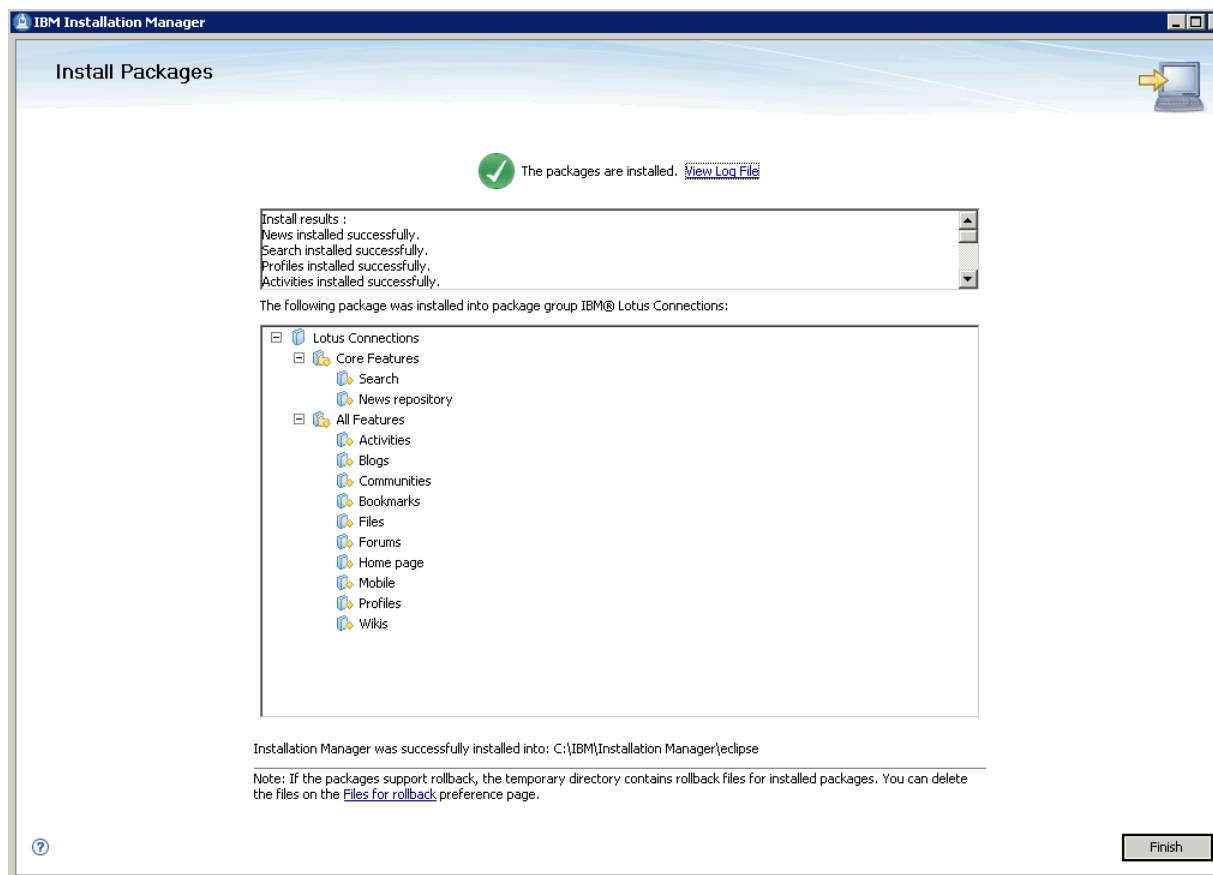 IBM Installation Manager
Install Packages
The packages are installed. View Log File
Install results :
News installed successfully.
Search installed successfully.
Profiles installed successfully.
Activities installed successfully.
The following package was installed into package group IBM® Lotus Connections:
Lotus Connections
Core Features
Search
News repository
All Features
Activities
Blogs
Communities
Bookmarks
Files
Forums
Home page
Mobile
Profiles
Wikis
Installation Manager was successfully installed into: C:\IBM\Installation Manager\eclipse
Note: If the packages support rollback, the temporary directory contains rollback files for installed packages. You can delete
the files on the Files for rollback preference page.
?
Finish